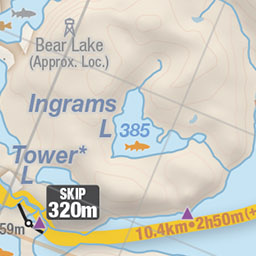 Bear Lake
(Approx. Loc.)
Ingrams
L 385
Tower*
L
SKIP
320m
59m
10.4km•2h50m(+